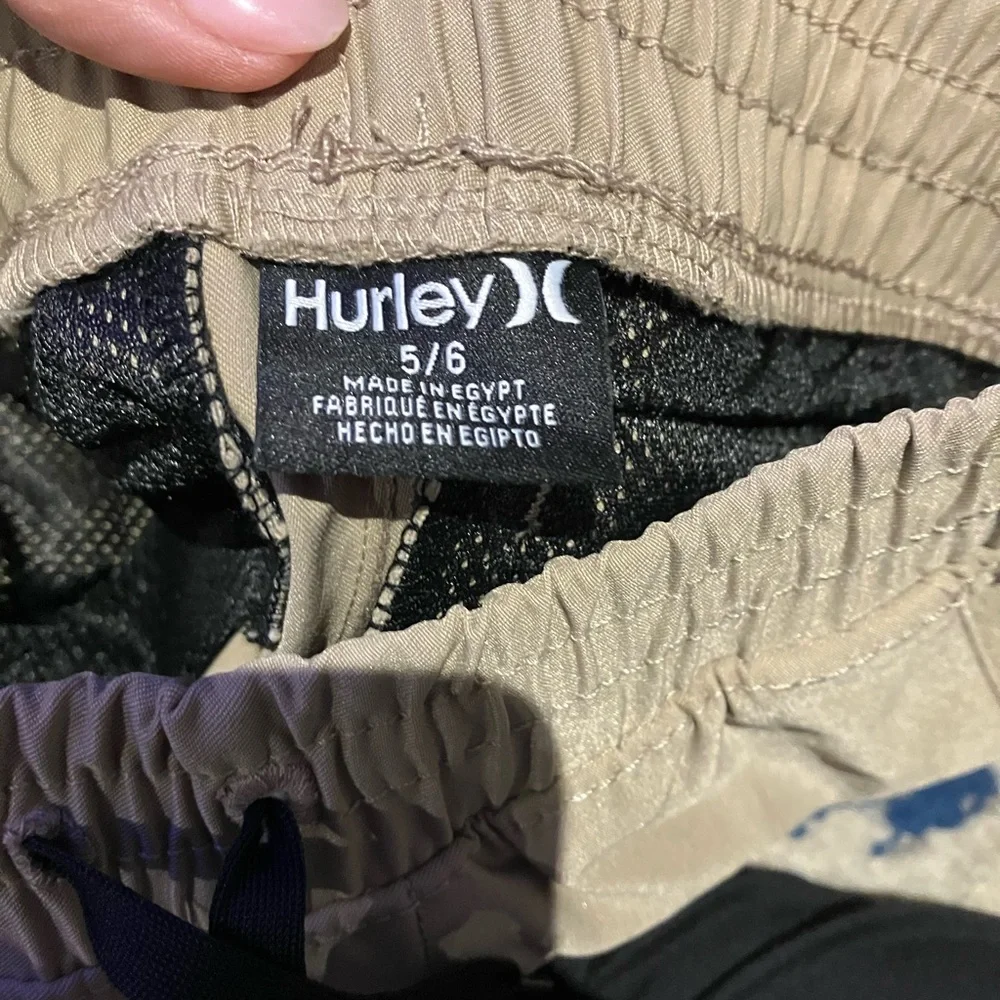 Hurley
5/6
MADE IN EGYPT
FABRIQUÉ EN ÉGYPTE
HECHO EN EGIPTO